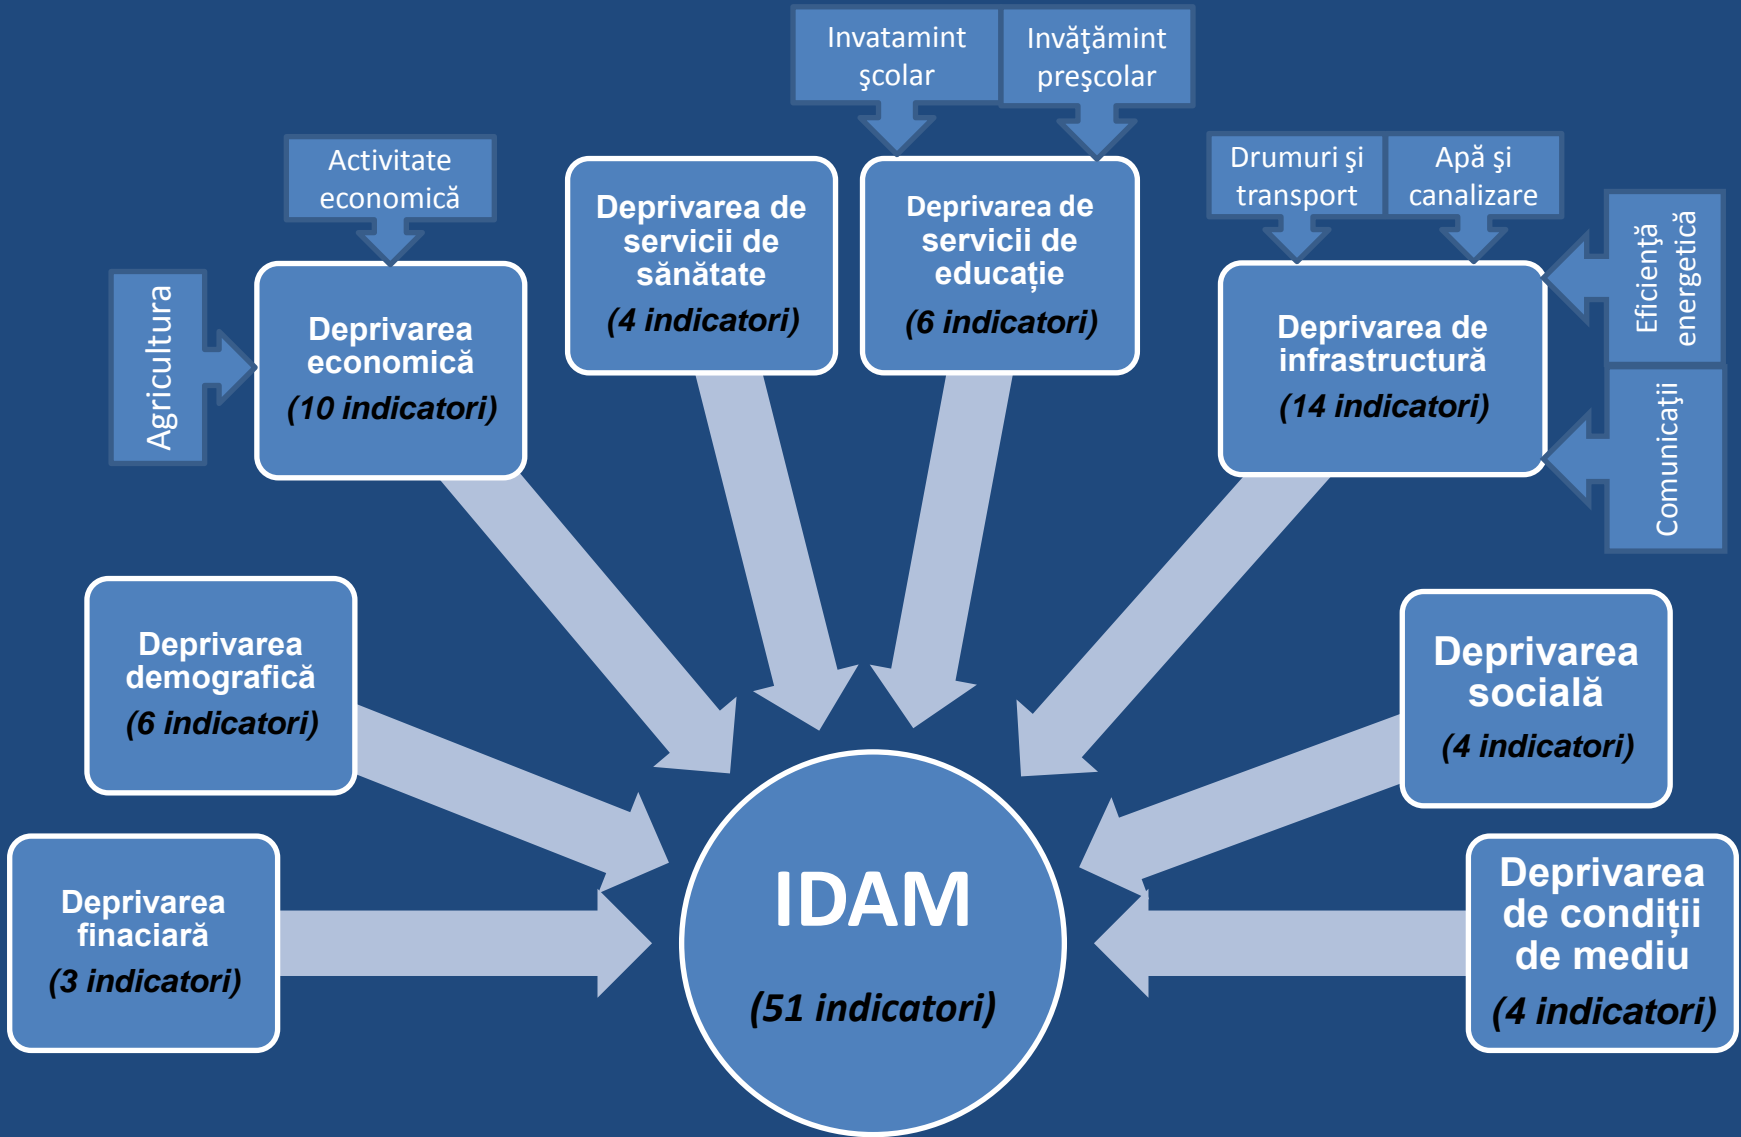 Invatamint
şcolar
Invăţămint
preşcolar
Activitate
economică
Drumuri şi
transport
Apă şi
canalizare
Eficienţă
energetică
Comunicaţii
Agricultura
Deprivarea
economică
(10 indicatori)
Deprivarea de
servicii de
sănătate
(4 indicatori)
Deprivarea de
servicii de
educație
(6 indicatori)
Deprivarea de
infrastructură
(14 indicatori)
Deprivarea
demografică
(6 indicatori)
Deprivarea
socială
(4 indicatori)
Deprivarea
finaciară
(3 indicatori)
IDAM
(51 indicatori)
Deprivarea
de condiții
de mediu
(4 indicatori)